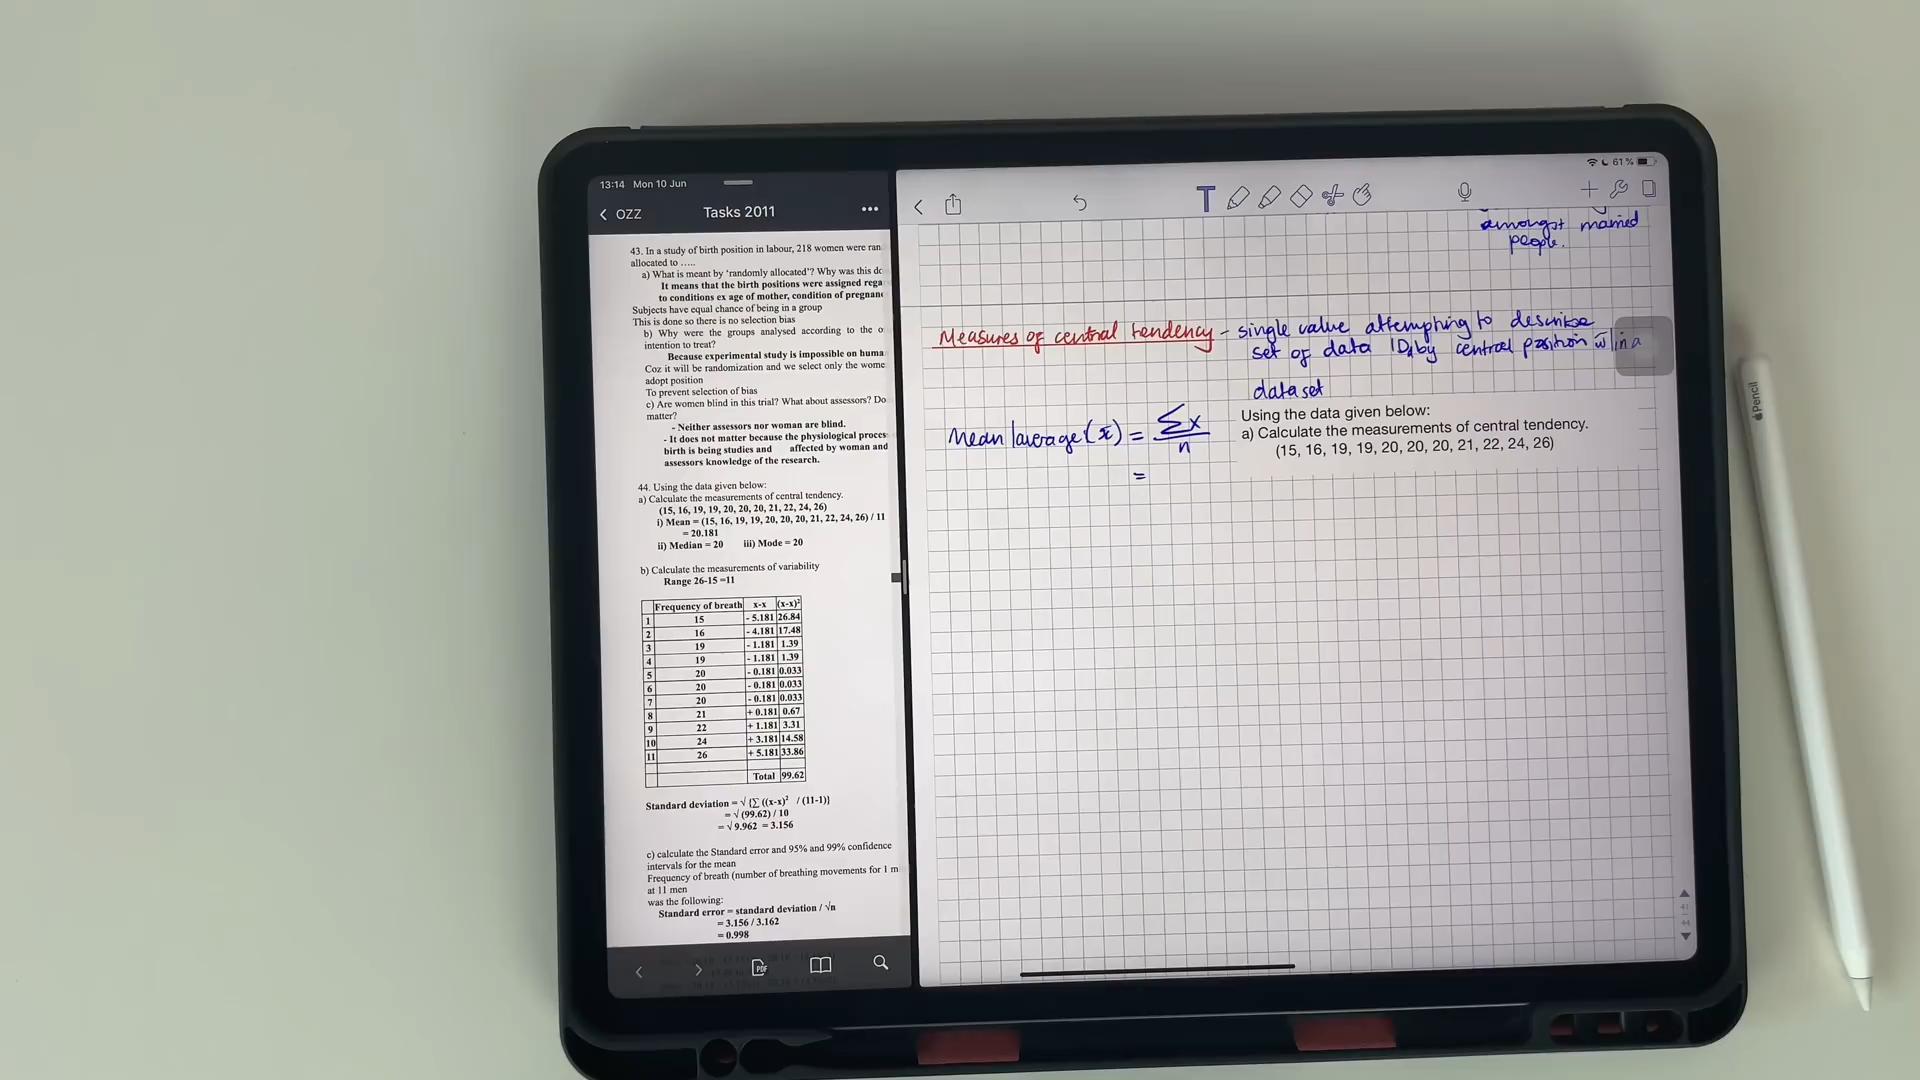 13:14 Mon 10 Jun
OZZ
Tasks 2011
43. In a study of birth position in labour, 218 women were ran
allocated to …..
a) What is meant by ‘randomly allocated’? Why was this do
It means that the birth positions were assigned rega
to conditions ex age of mother, condition of pregnanc
Subjects have equal chance of being in a group
This is done so there is no selection bias
b) Why were the groups analysed according to the o
intention to treat?
Because experimental study is impossible on huma
Coz it will be randomization and we select only the wome
adopt position
To prevent selection of bias
c) Are women blind in this trial? What about assessors? Do
matter?
- Neither assessors nor woman are blind.
- It does not matter because the physiological proces
birth is being studies and affected by woman and
assessors knowledge of the research.
44. Using the data given below:
a) Calculate the measurements of central tendency.
(15, 16, 19, 19, 20, 20, 20, 21, 22, 24, 26)
i) Mean = (15, 16, 19, 19, 20, 20, 20, 21, 22, 24, 26) / 11
= 20.181
ii) Median = 20 iii) Mode = 20
b) Calculate the measurements of variability
Range 26-15 =11
Frequency of breath x-x (x-x)²
1 15 - 5.181 26.84
2 16 - 4.181 17.48
3 19 - 1.181 1.39
4 19 - 1.181 1.39
5 20 - 0.181 0.033
6 20 - 0.181 0.033
7 20 - 0.181 0.033
8 21 + 0.181 0.67
9 22 + 1.181 3.31
10 24 + 3.181 14.58
11 26 + 5.181 33.86
Total 99.62
Standard deviation = √ {∑ ((x-x)² / (11-1)}
= √ (99.62) / 10
= √ 9.962 = 3.156
c) calculate the Standard error and 95% and 99% confidence
intervals for the mean
Frequency of breath (number of breathing movements for 1 m
at 11 men
was the following:
Standard error = standard deviation / √n
= 3.156 / 3.162
= 0.998
PDF
61%
T
amongst married
people.
Measures of central tendency - single value attempting to describe
set of data IDd by central position w/in a
dataset
Mean/average (x̄) = ∑x / n
=
Using the data given below:
a) Calculate the measurements of central tendency.
(15, 16, 19, 19, 20, 20, 20, 21, 22, 24, 26)
41
44
Pencil